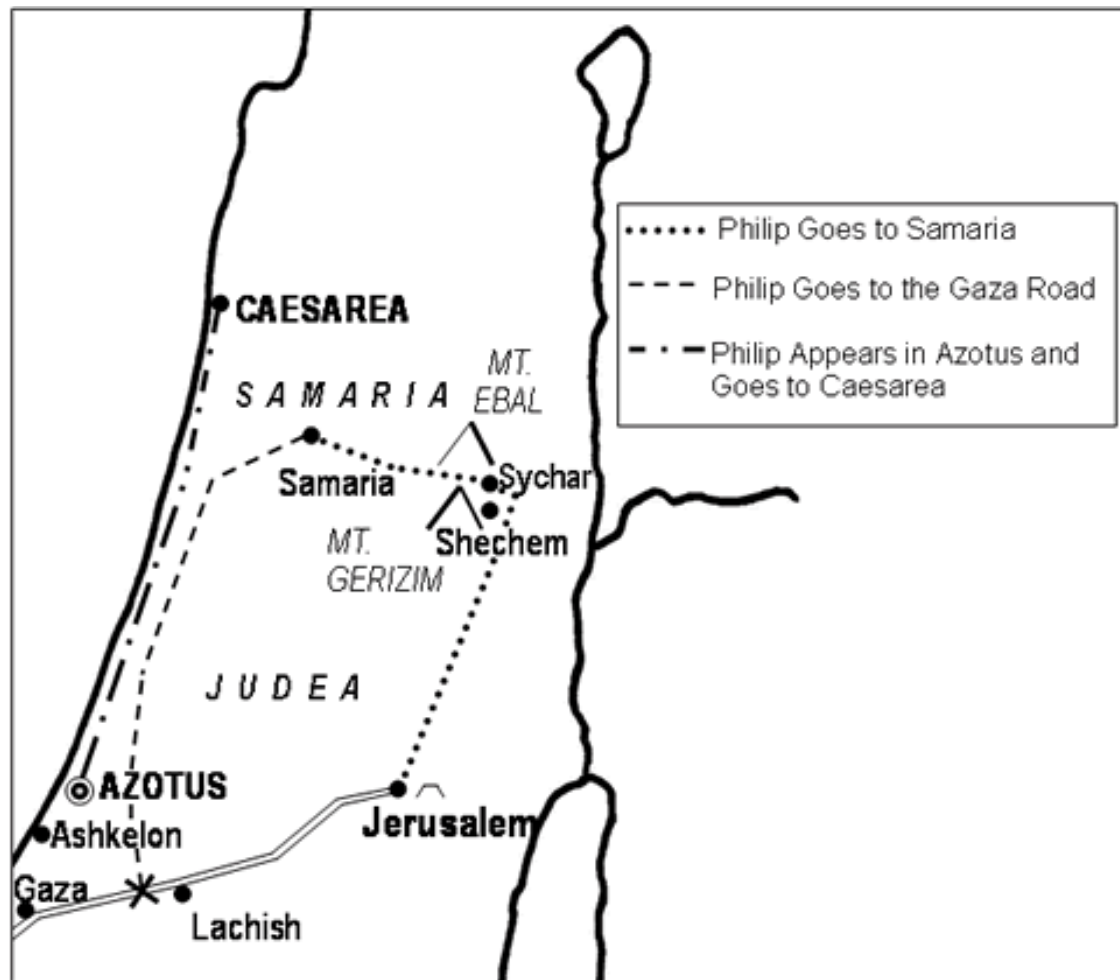 Philip Goes to Samaria
Philip Goes to the Gaza Road
Philip Appears in Azotus and
Goes to Caesarea
CAESAREA
MT.
EBAL
SAMARIA
Samaria
Sychar
Shechem
MT.
GERIZIM
JUDEA
AZOTUS
Jerusalem
Ashkelon
Gaza
Lachish